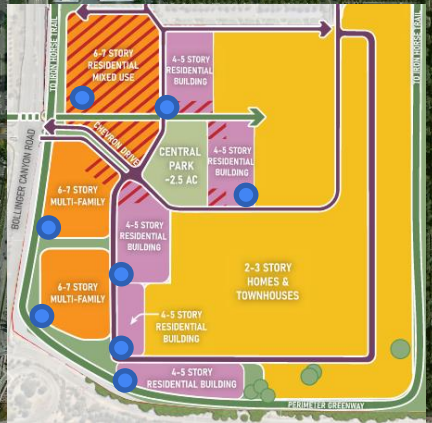 TO IRON HORSE TRAIL
6-7 STORY
RESIDENTIAL
MIXED USE
4-5 STORY
RESIDENTIAL
BUILDING
TO IRON HORSE TRAIL
CHEVRON DRIVE
BOLLINGER CANYON ROAD
CENTRAL
PARK
~2.5 AC
4-5 STORY
RESIDENTIAL
BUILDING
6-7 STORY
MULTI-FAMILY
4-5 STORY
RESIDENTIAL
BUILDING
2-3 STORY
HOMES &
TOWNHOUSES
6-7 STORY
MULTI-FAMILY
4-5 STORY
RESIDENTIAL
BUILDING
4-5 STORY
RESIDENTIAL BUILDING
PERIMETER GREENWAY